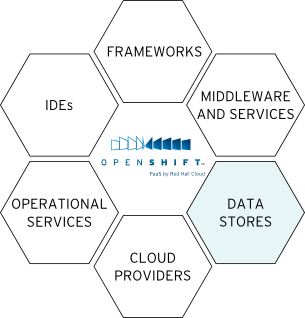 FRAMEWORKS
IDEs
MIDDLEWARE
AND SERVICES
OPENSHIFT™
PaaS by Red Hat® Cloud
OPERATIONAL
SERVICES
DATA
STORES
CLOUD
PROVIDERS